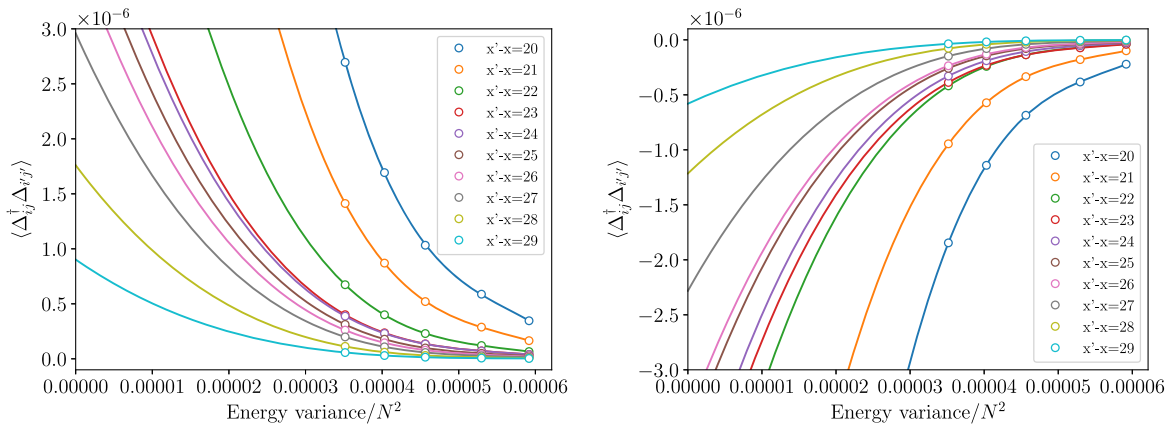 ×10⁻⁶
3.0
2.5
2.0
1.5
1.0
0.5
0.0
⟨Δ†ijΔi′j′⟩
x'-x=20
x'-x=21
x'-x=22
x'-x=23
x'-x=24
x'-x=25
x'-x=26
x'-x=27
x'-x=28
x'-x=29
0.00000 0.00001 0.00002 0.00003 0.00004 0.00005 0.00006
Energy variance/N²
×10⁻⁶
0.0
−0.5
−1.0
−1.5
−2.0
−2.5
−3.0
⟨Δ†ijΔi′j′⟩
x'-x=20
x'-x=21
x'-x=22
x'-x=23
x'-x=24
x'-x=25
x'-x=26
x'-x=27
x'-x=28
x'-x=29
0.00000 0.00001 0.00002 0.00003 0.00004 0.00005 0.00006
Energy variance/N²